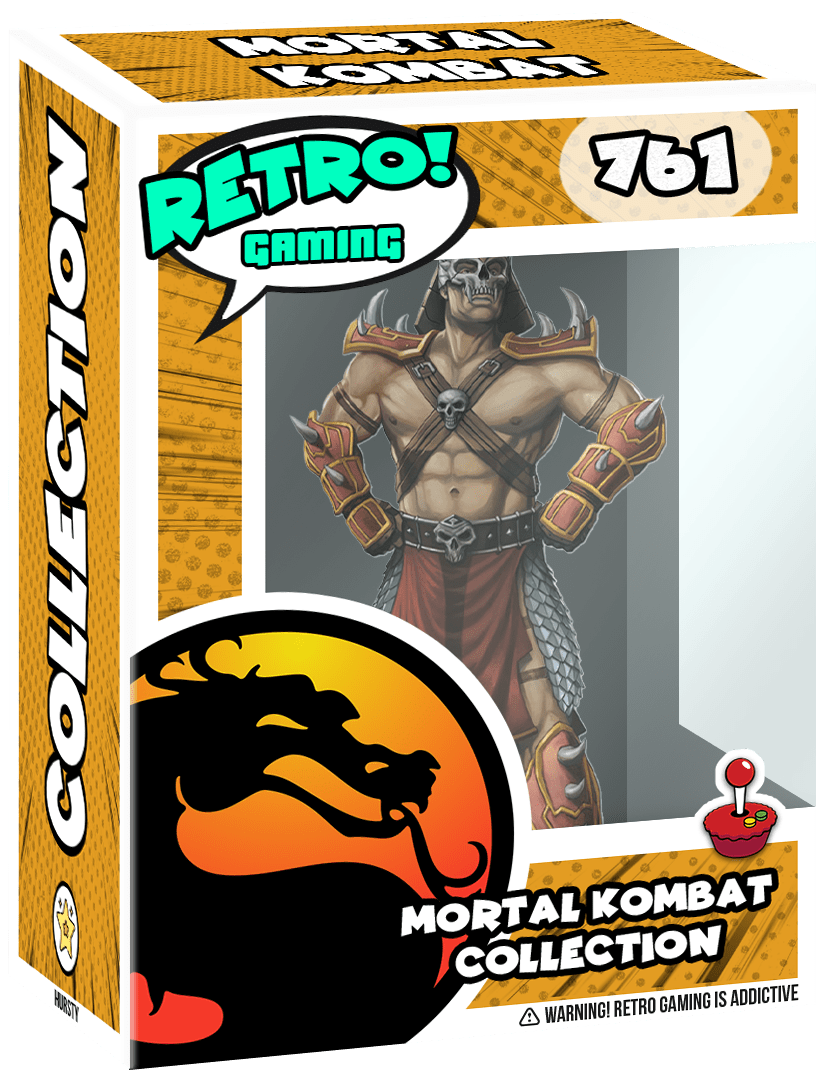 MORTAL
KOMBAT
RETRO!
GAMING
761
COLLECTION
MORTAL KOMBAT
COLLECTION
WARNING! RETRO GAMING IS ADDICTIVE
HURSTY